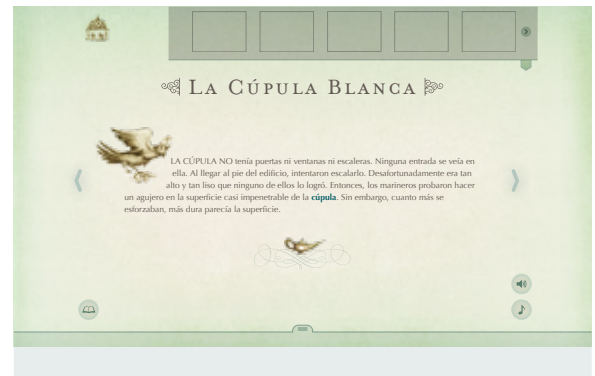 LA CÚPULA BLANCA
LA CÚPULA NO tenía puertas ni ventanas ni escaleras. Ninguna entrada se veía en
ella. Al llegar al pie del edificio, intentaron escalarlo. Desafortunadamente era tan
alto y tan liso que ninguno de ellos lo logró. Entonces, los marineros probaron hacer
un agujero en la superficie casi impenetrable de la cúpula. Sin embargo, cuanto más se
esforzaban, más dura parecía la superficie.